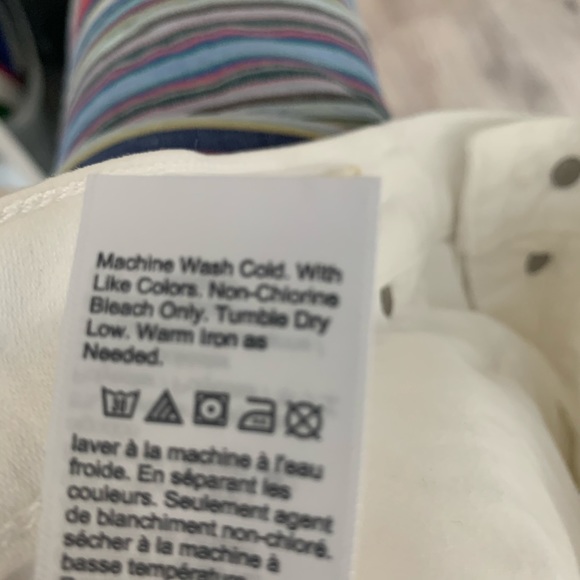 Machine Wash Cold. With
Like Colors. Non-Chlorine
Bleach Only. Tumble Dry
Low. Warm Iron as
Needed.
laver à la machine à l'eau
froide. En séparant les
couleurs. Seulement agent
de blanchiment non-chloré.
sécher à la machine à
basse température.